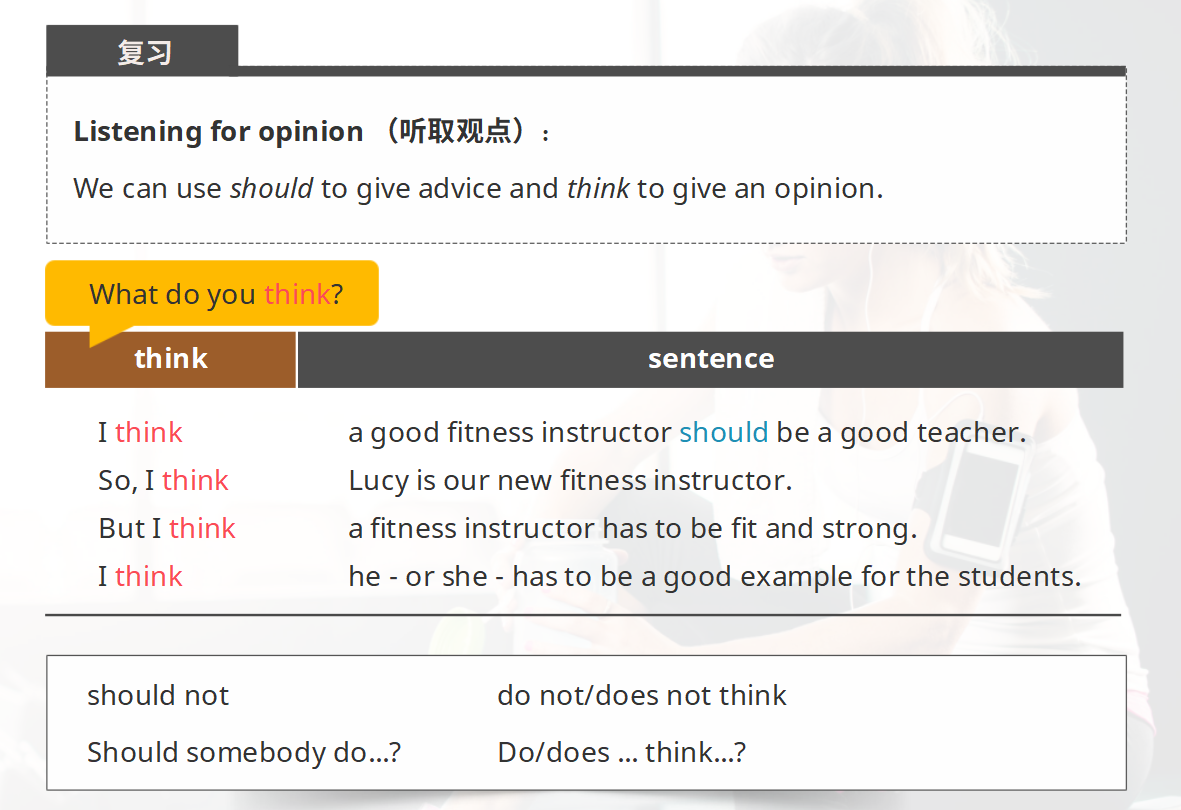 复习
Listening for opinion （听取观点）：
We can use should to give advice and think to give an opinion.
What do you think?
think sentence
I think a good fitness instructor should be a good teacher.
So, I think Lucy is our new fitness instructor.
But I think a fitness instructor has to be fit and strong.
I think he - or she - has to be a good example for the students.
should not do not/does not think
Should somebody do...? Do/does ... think...?